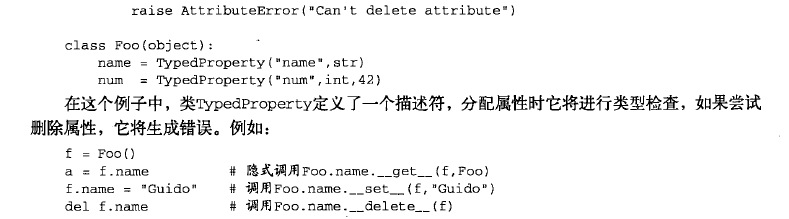 raise AttributeError("Can't delete attribute")
class Foo(object):
name = TypedProperty("name",str)
num = TypedProperty("num",int,42)
在这个例子中，类TypedProperty定义了一个描述符，分配属性时它将进行类型检查，如果尝试
删除属性，它将生成错误。例如：
f = Foo()
a = f.name # 隐式调用Foo.name.__get__(f,Foo)
f.name = "Guido" # 调用Foo.name.__set__(f,"Guido")
del f.name # 调用Foo.name.__delete__(f)